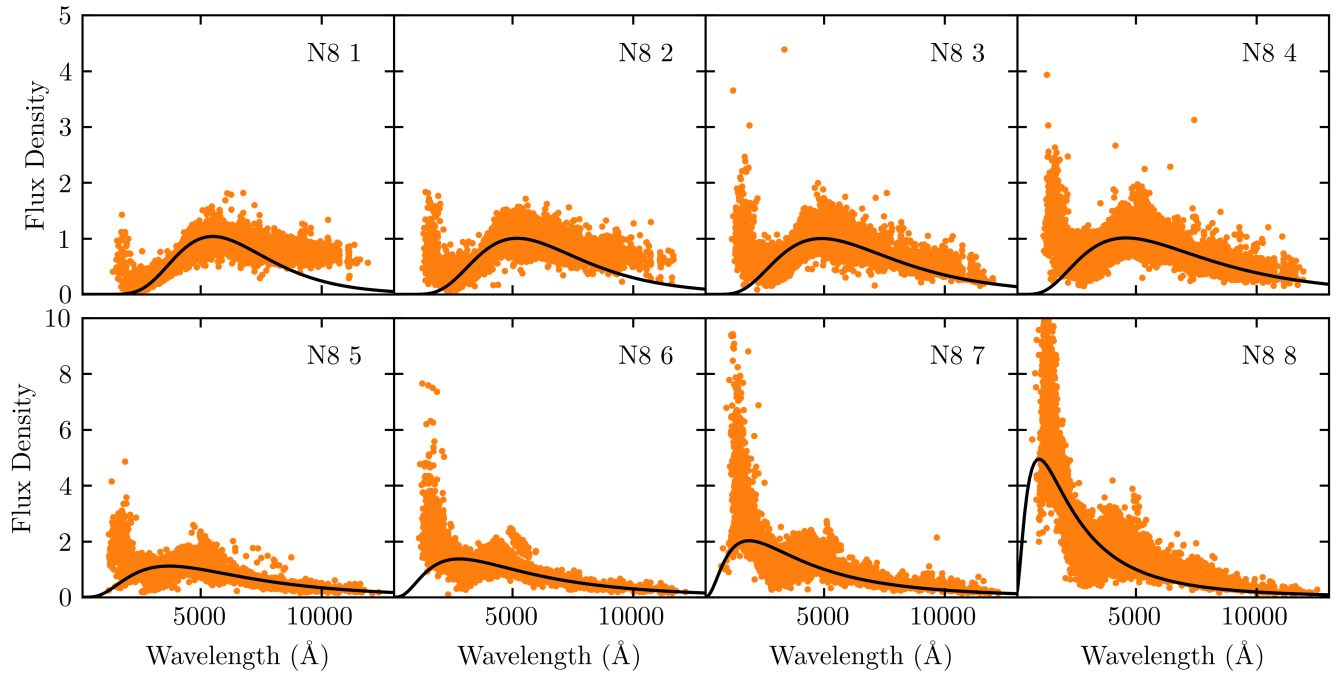 N8 1 N8 2 N8 3 N8 4
Flux Density
5
4
3
2
1
0
N8 5 N8 6 N8 7 N8 8
Flux Density
10
8
6
4
2
0
5000 10000 5000 10000 5000 10000 5000 10000
Wavelength (Å) Wavelength (Å) Wavelength (Å) Wavelength (Å)